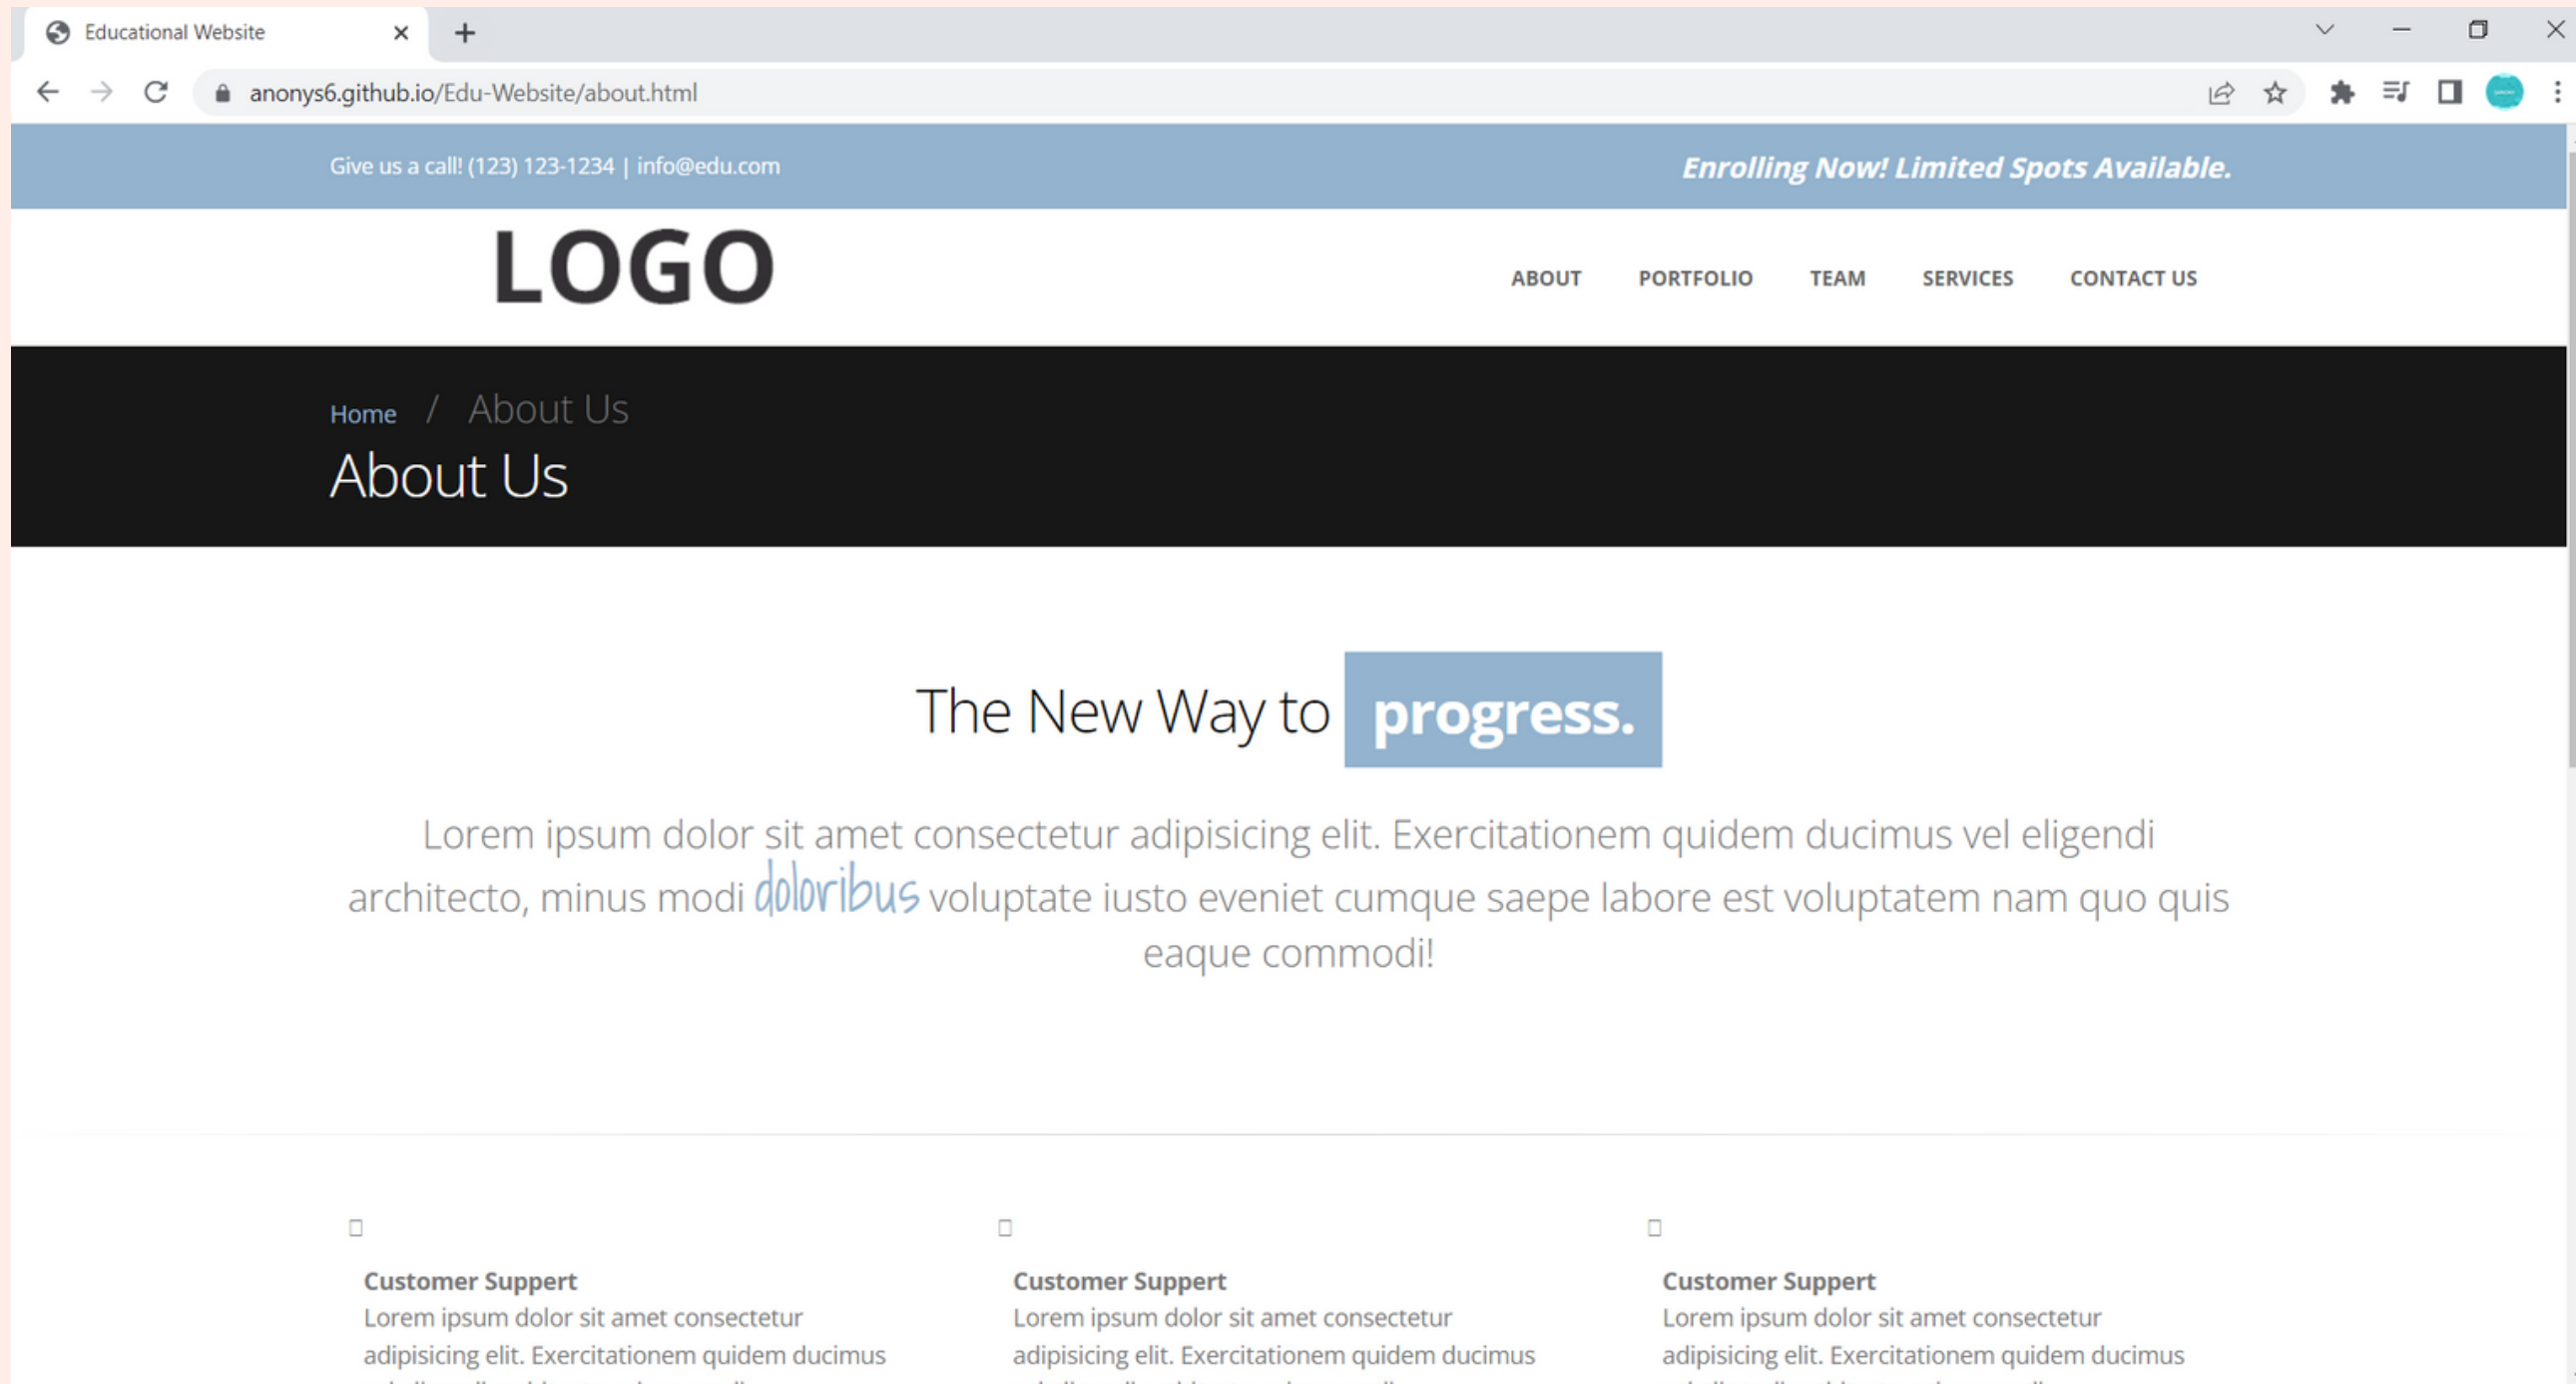 Educational Website
anonys6.github.io/Edu-Website/about.html
Give us a call! (123) 123-1234 | info@edu.com
Enrolling Now! Limited Spots Available.
LOGO
ABOUT PORTFOLIO TEAM SERVICES CONTACT US
Home / About Us
About Us
The New Way to progress.
Lorem ipsum dolor sit amet consectetur adipisicing elit. Exercitationem quidem ducimus vel eligendi
architecto, minus modi doloribus voluptate iusto eveniet cumque saepe labore est voluptatem nam quo quis
eaque commodi!
Customer Suppert
Lorem ipsum dolor sit amet consectetur
adipisicing elit. Exercitationem quidem ducimus
Customer Suppert
Lorem ipsum dolor sit amet consectetur
adipisicing elit. Exercitationem quidem ducimus
Customer Suppert
Lorem ipsum dolor sit amet consectetur
adipisicing elit. Exercitationem quidem ducimus